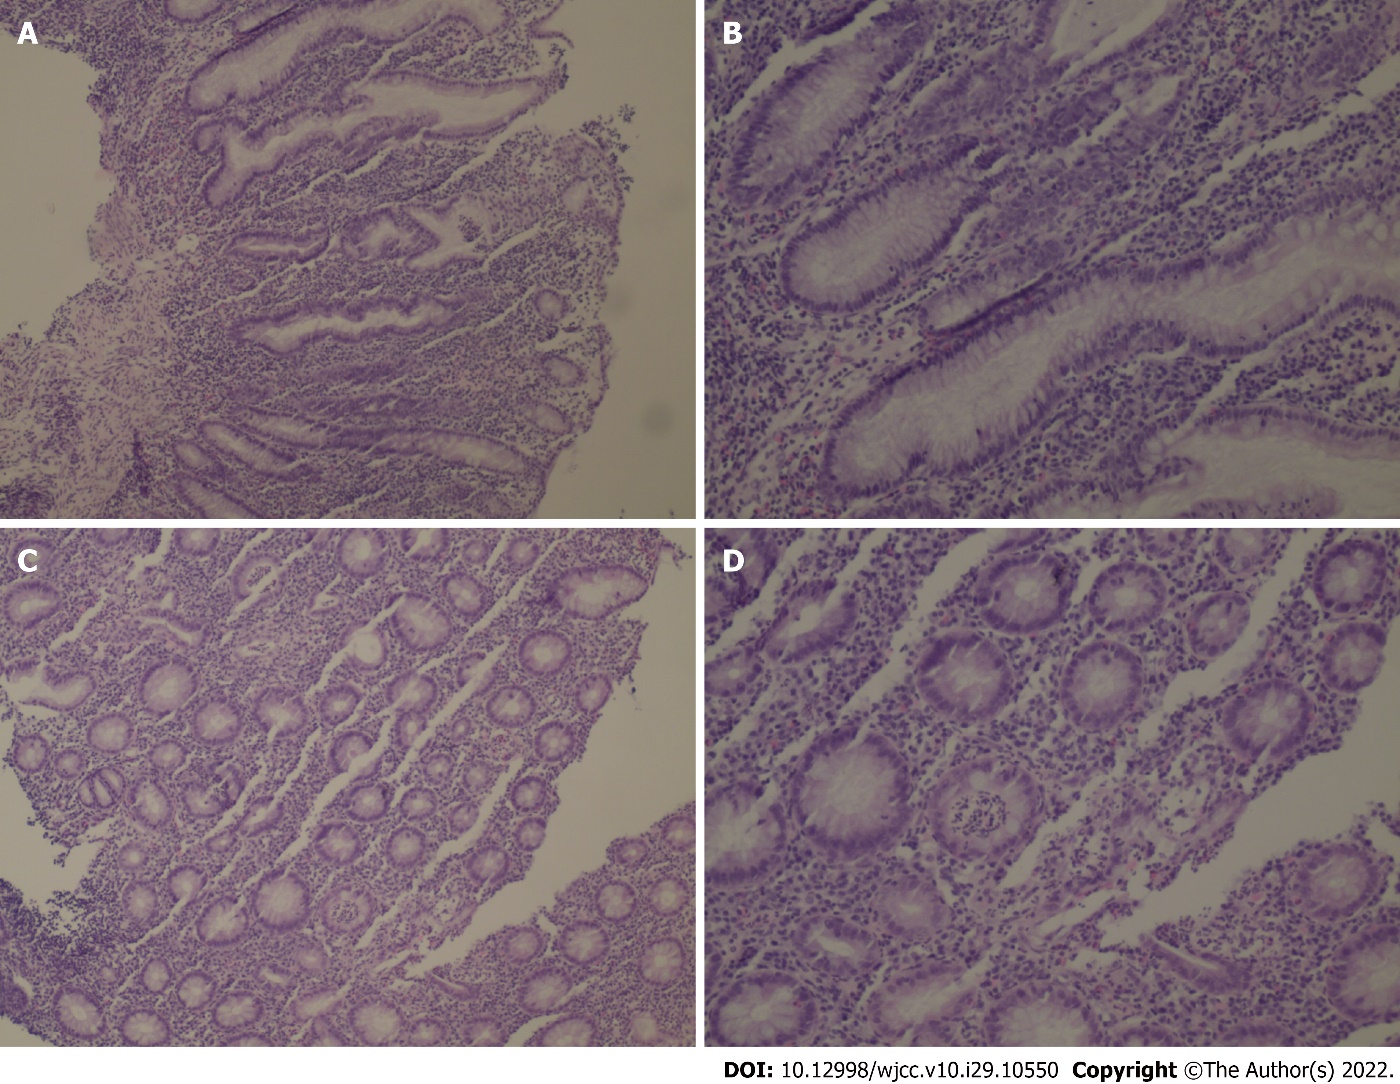 A
B
C
D
DOI: 10.12998/wjcc.v10.i29.10550 Copyright ©The Author(s) 2022.